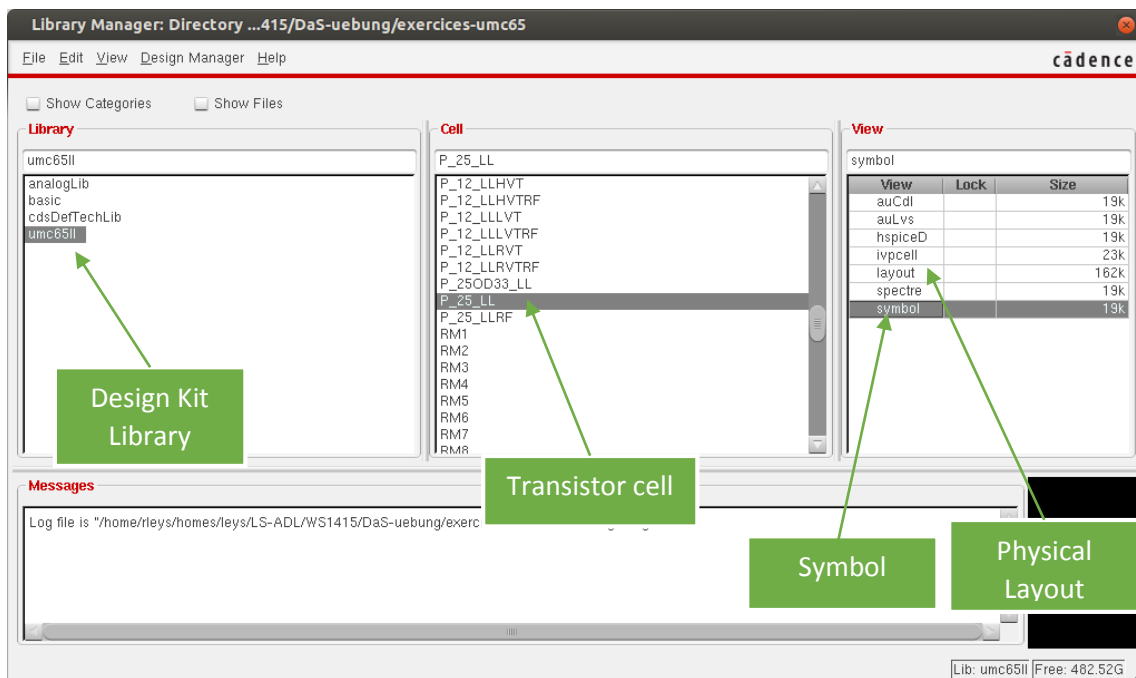 Library Manager: Directory ...415/DaS-uebung/exercices-umc65
File Edit View Design Manager Help
cādence
Show Categories Show Files
Library
umc65ll
analogLib
basic
cdsDefTechLib
umc65ll
Design Kit
Library
Cell
P_25_LL
P_12_LLHVT
P_12_LLHVTRF
P_12_LLLVT
P_12_LLLVTRF
P_12_LLRVT
P_12_LLRVTRF
P_25OD33_LL
P_25_LL
P_25_LLRF
RM1
RM2
RM3
RM4
RM5
RM6
RM7
RM8
Transistor cell
View
symbol
View Lock Size
auCdl 19k
auLvs 19k
hspiceD 19k
ivpcell 23k
layout 162k
spectre 19k
symbol 19k
Symbol
Physical
Layout
Messages
Log file is "/home/rleys/homes/leys/LS-ADL/WS1415/DaS-uebung/exerc
Lib: umc65ll Free: 482.52G